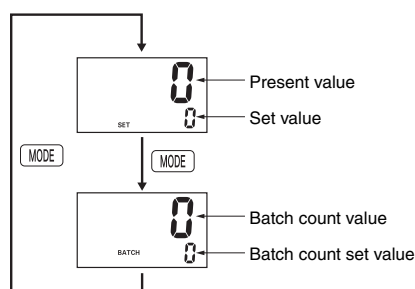 0
Present value
SET
0
Set value
MODE
MODE
0
Batch count value
BATCH
0
Batch count set value